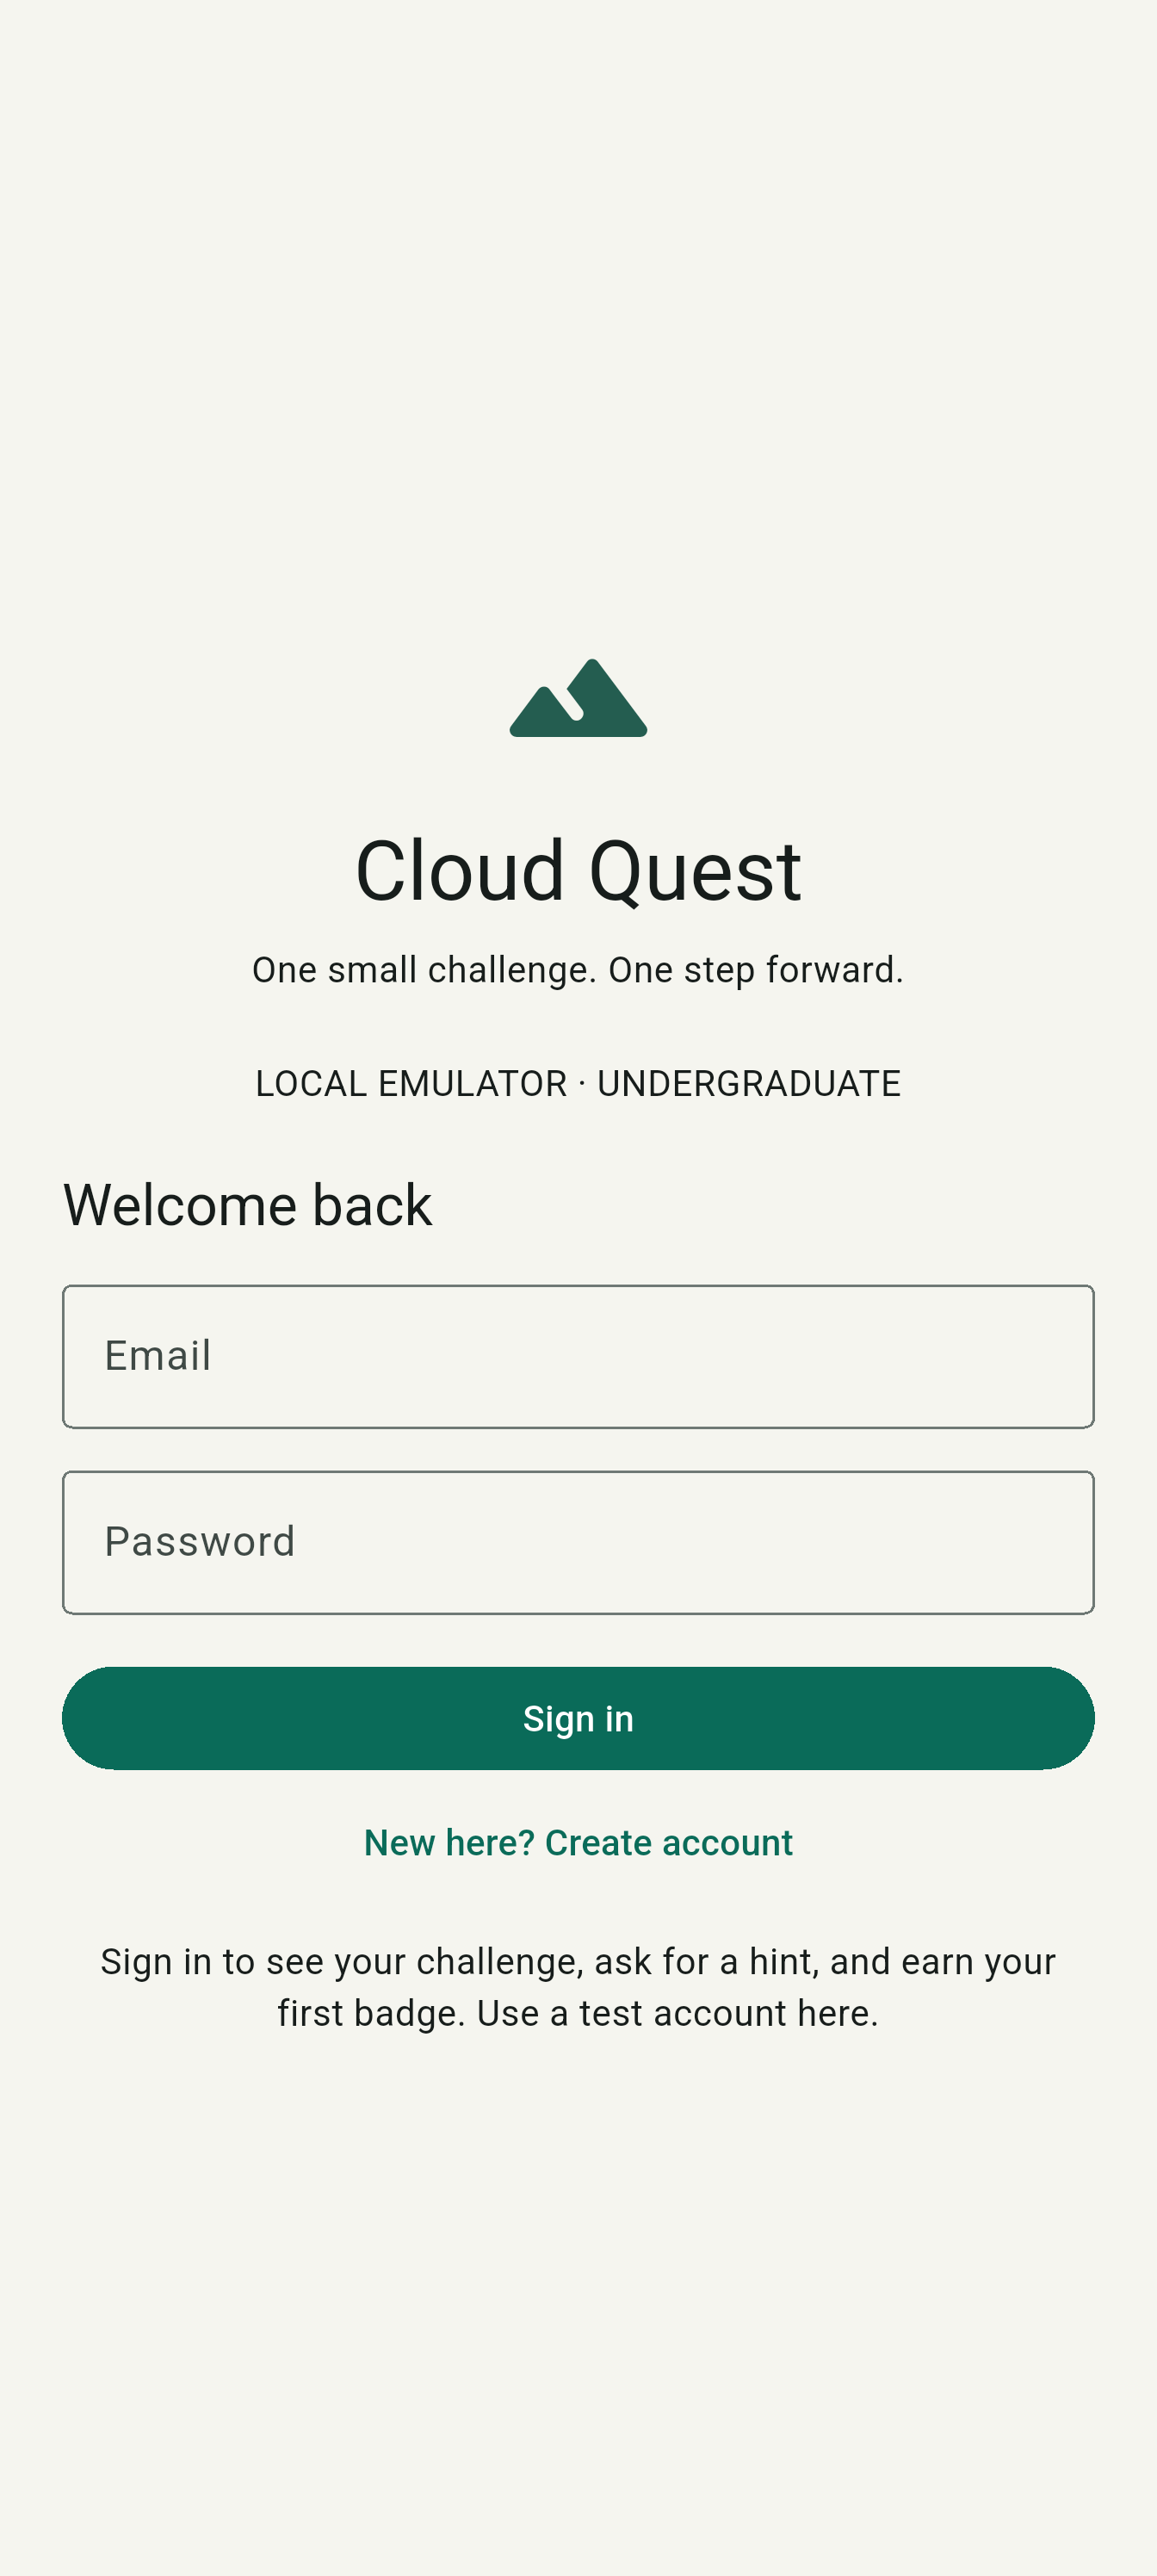 Cloud Quest
One small challenge. One step forward.
LOCAL EMULATOR · UNDERGRADUATE
Welcome back
Email
Password
Sign in
New here? Create account
Sign in to see your challenge, ask for a hint, and earn your
first badge. Use a test account here.